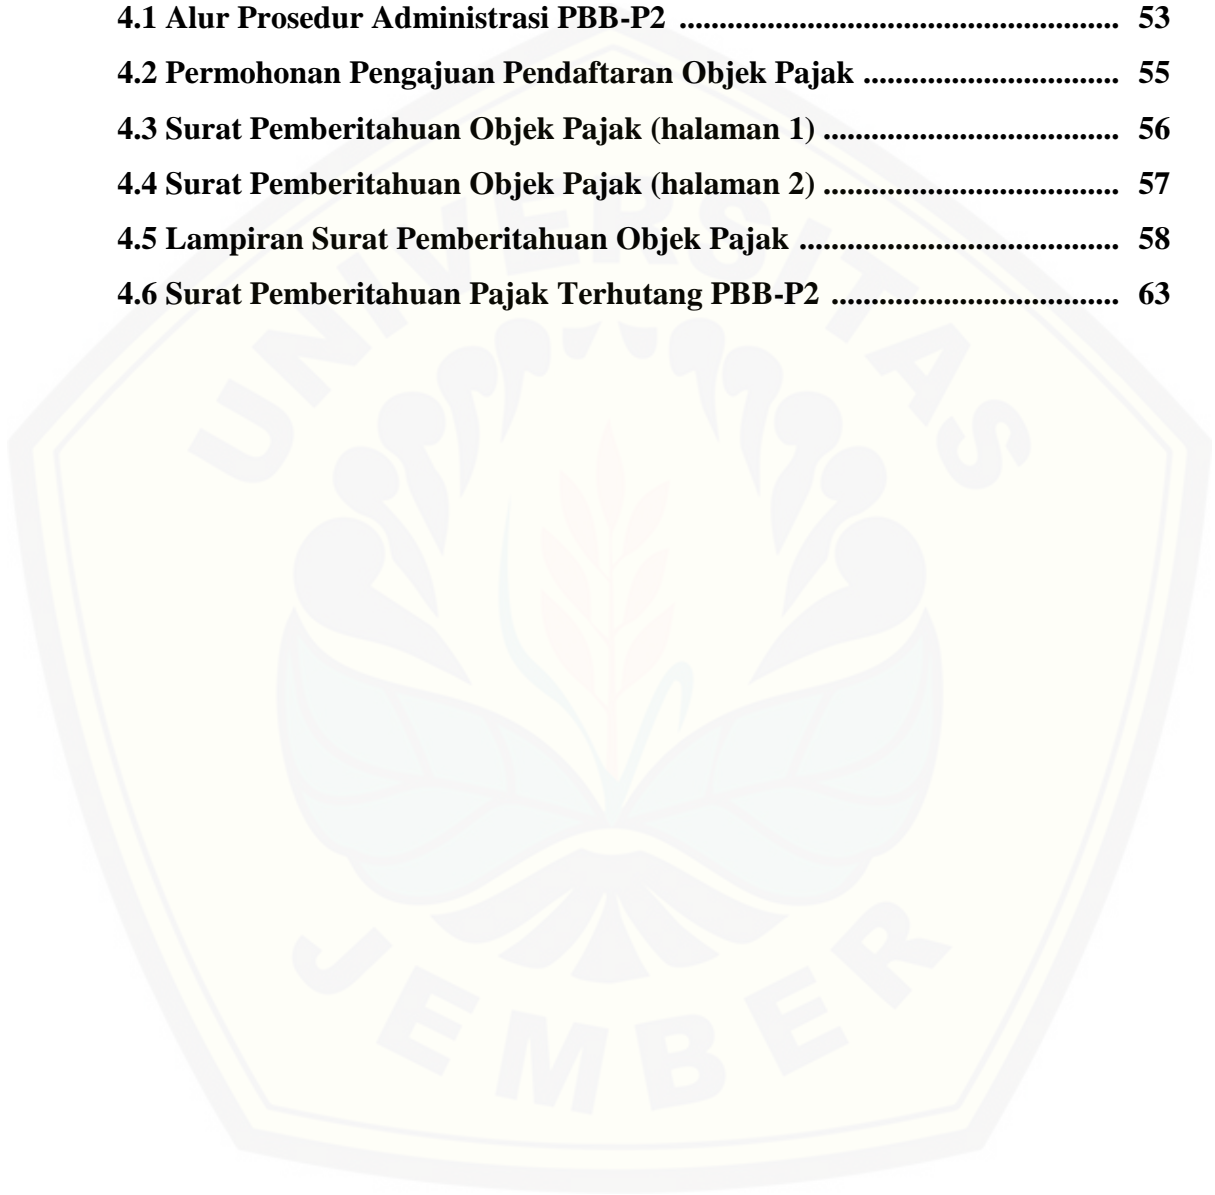 4.1 Alur Prosedur Administrasi PBB-P2 ........................................................ 53
4.2 Permohonan Pengajuan Pendaftaran Objek Pajak ................................ 55
4.3 Surat Pemberitahuan Objek Pajak (halaman 1) ..................................... 56
4.4 Surat Pemberitahuan Objek Pajak (halaman 2) ..................................... 57
4.5 Lampiran Surat Pemberitahuan Objek Pajak ........................................ 58
4.6 Surat Pemberitahuan Pajak Terhutang PBB-P2 .................................... 63
UNIVERSITAS
JEMBER